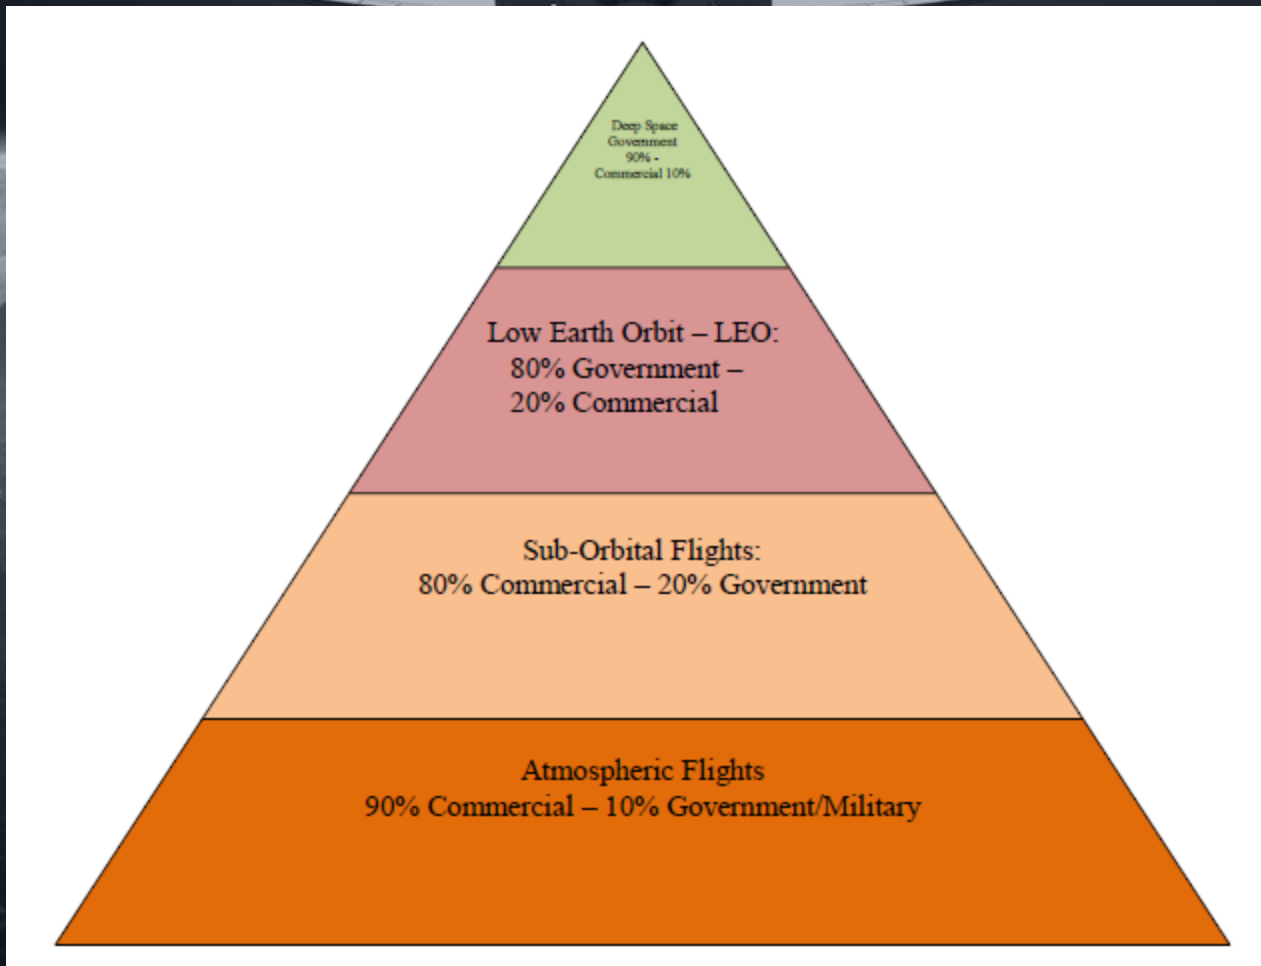 Deep Space
Government
90% -
Commercial 10%
Low Earth Orbit – LEO:
80% Government –
20% Commercial
Sub-Orbital Flights:
80% Commercial – 20% Government
Atmospheric Flights
90% Commercial – 10% Government/Military